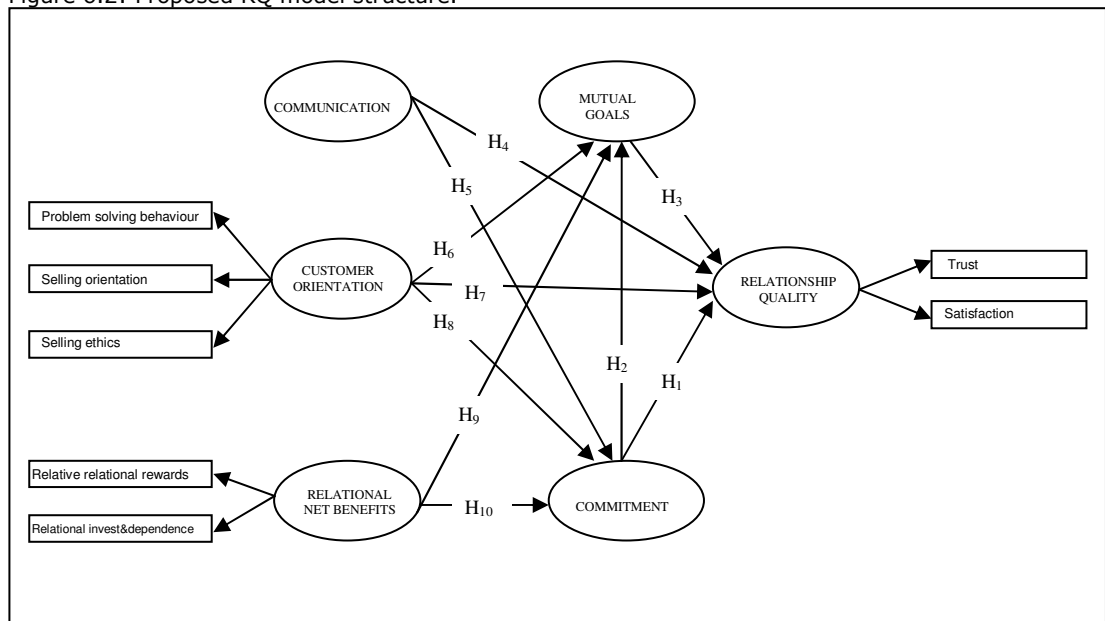 Figure 6.2: Proposed RQ model structure.
COMMUNICATION
MUTUAL
GOALS
H4
H5
H3
Problem solving behaviour
Selling orientation
Selling ethics
CUSTOMER
ORIENTATION
H6
H7
H8
RELATIONSHIP
QUALITY
Trust
Satisfaction
H2
H1
H9
Relative relational rewards
Relational invest&dependence
RELATIONAL
NET BENEFITS
H10
COMMITMENT